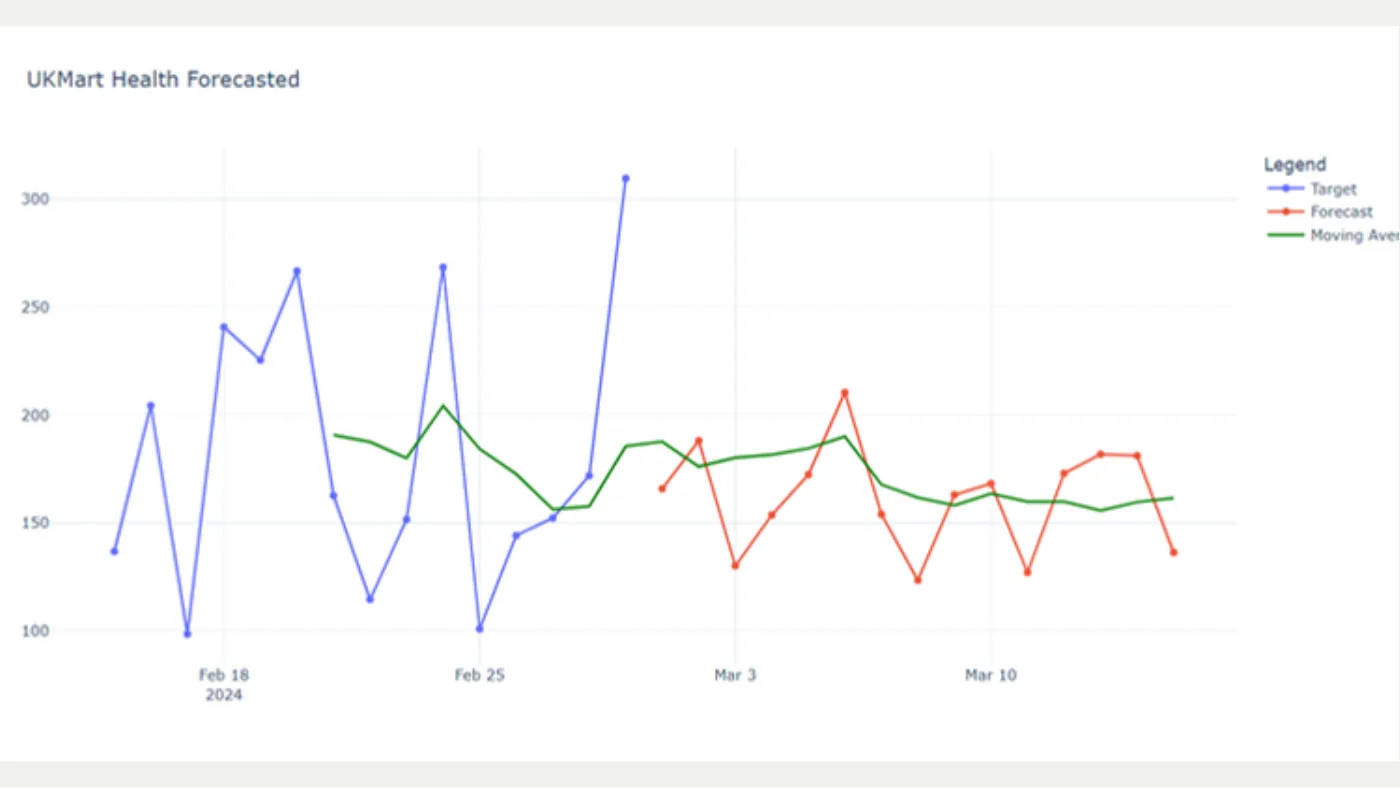 UKMart Health Forecasted
Legend
Target
Forecast
Moving Aver
300
250
200
150
100
Feb 18
2024
Feb 25
Mar 3
Mar 10